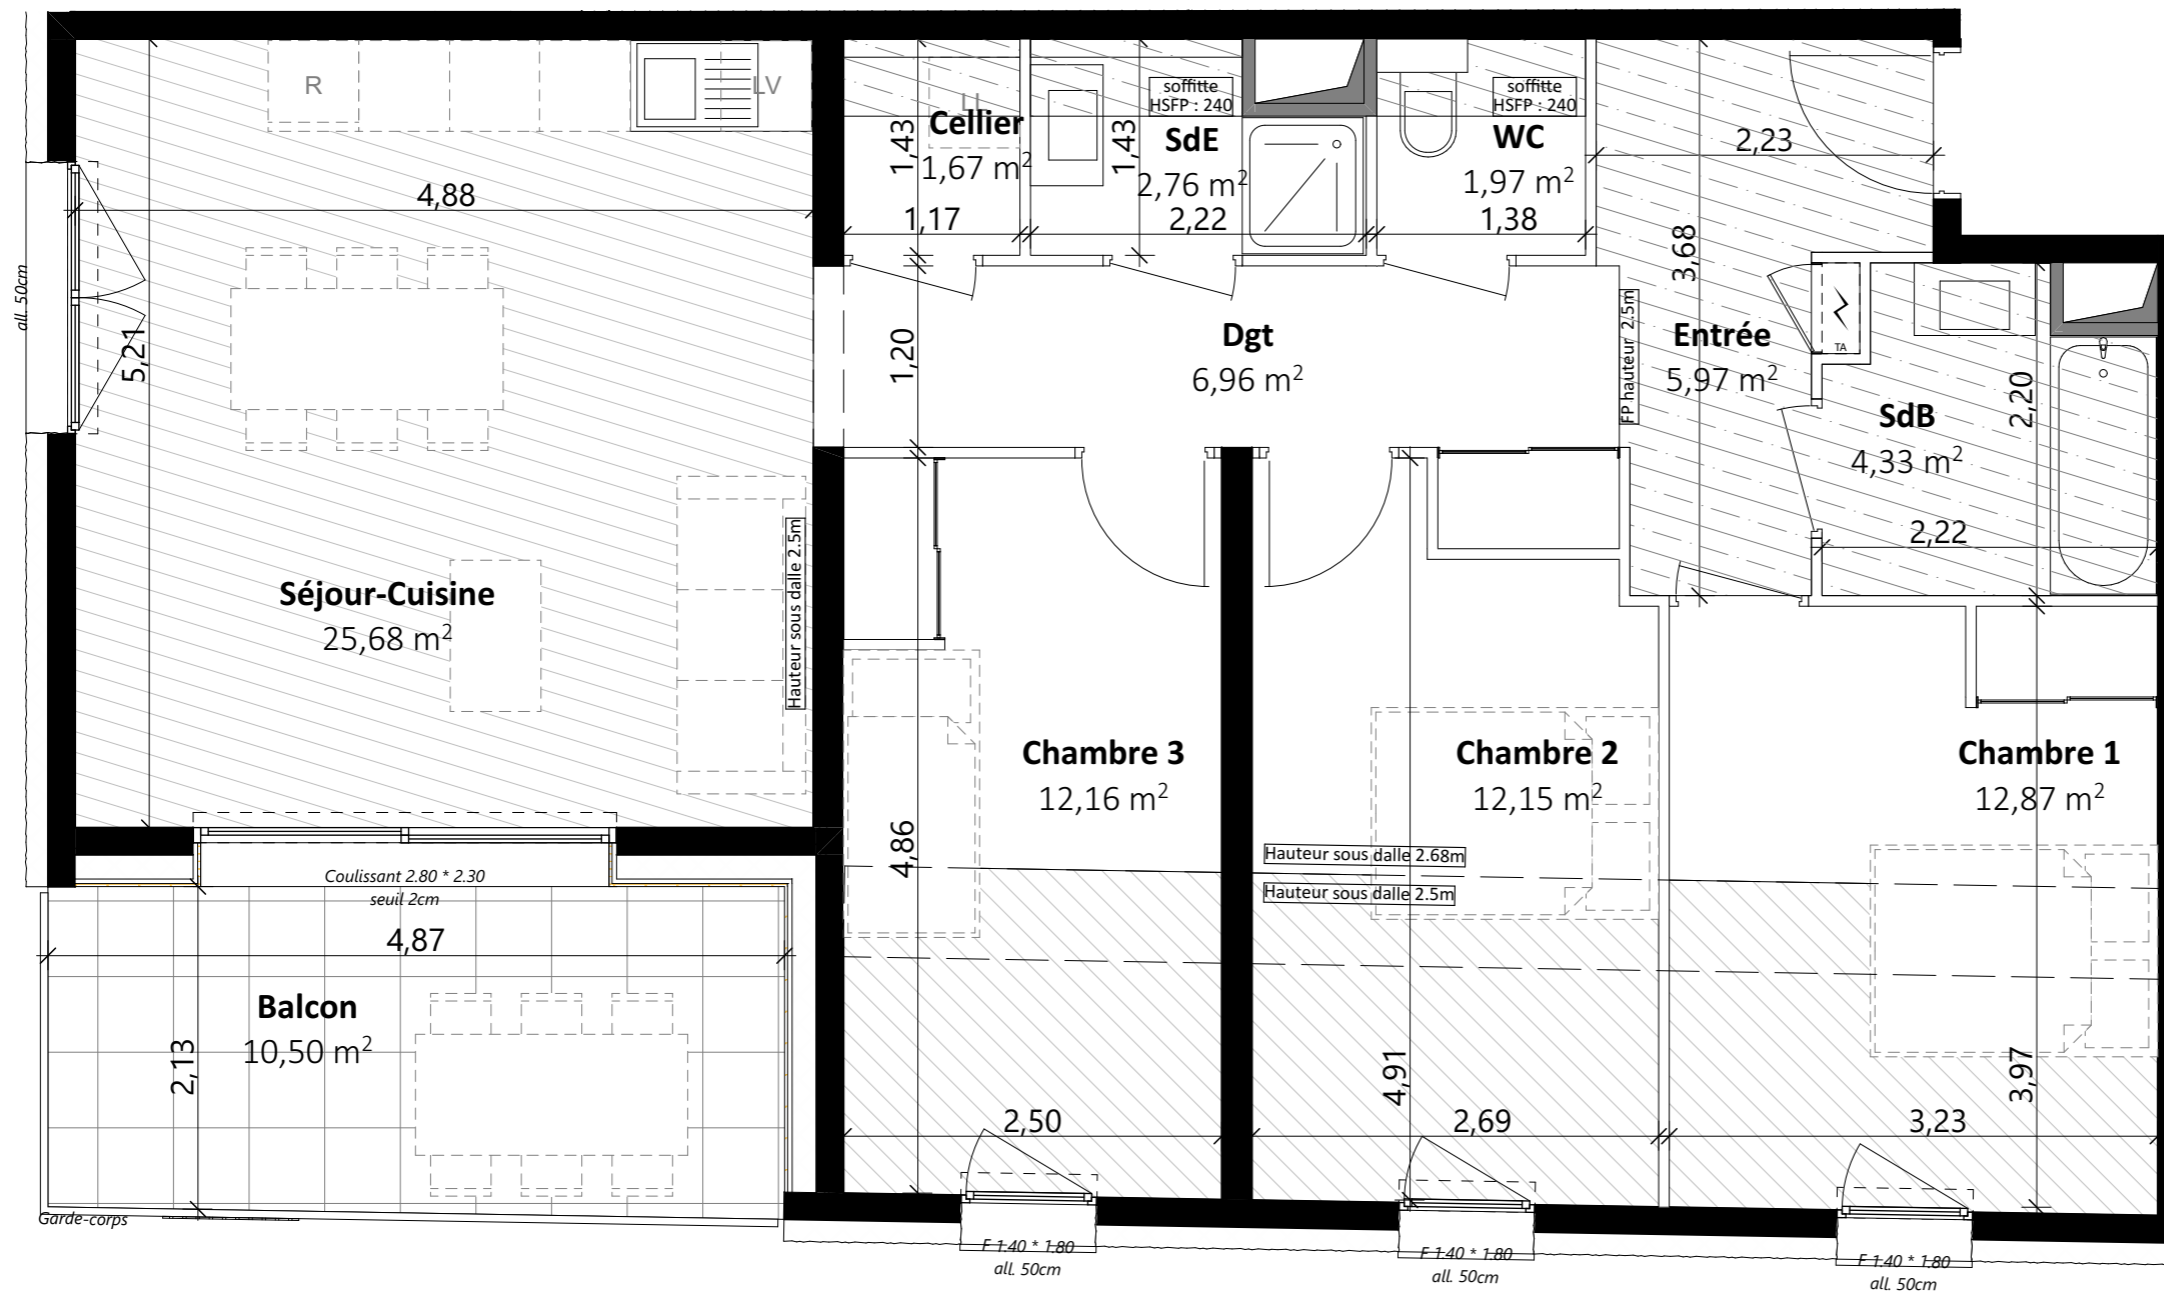 R
LV
LL
soffitte
HSFP : 240
soffitte
HSFP : 240
Cellier
1,67 m²
1,43
1,17
SdE
2,76 m²
1,43
2,22
WC
1,97 m²
1,38
2,23
4,88
all. 50cm
5,21
3,68
1,20
Dgt
6,96 m²
FP hauteur 2.5m
Entrée
5,97 m²
TA
SdB
4,33 m²
2,20
2,22
Séjour-Cuisine
25,68 m²
Hauteur sous dalle 2.5m
Chambre 3
12,16 m²
Chambre 2
12,15 m²
Chambre 1
12,87 m²
4,86
Hauteur sous dalle 2.68m
Hauteur sous dalle 2.5m
Coulissant 2.80 * 2.30
seuil 2cm
4,87
Balcon
10,50 m²
2,13
4,91
3,97
2,50
2,69
3,23
Garde-corps
F 1.40 * 1.80
all. 50cm
F 1.40 * 1.80
all. 50cm
F 1.40 * 1.80
all. 50cm